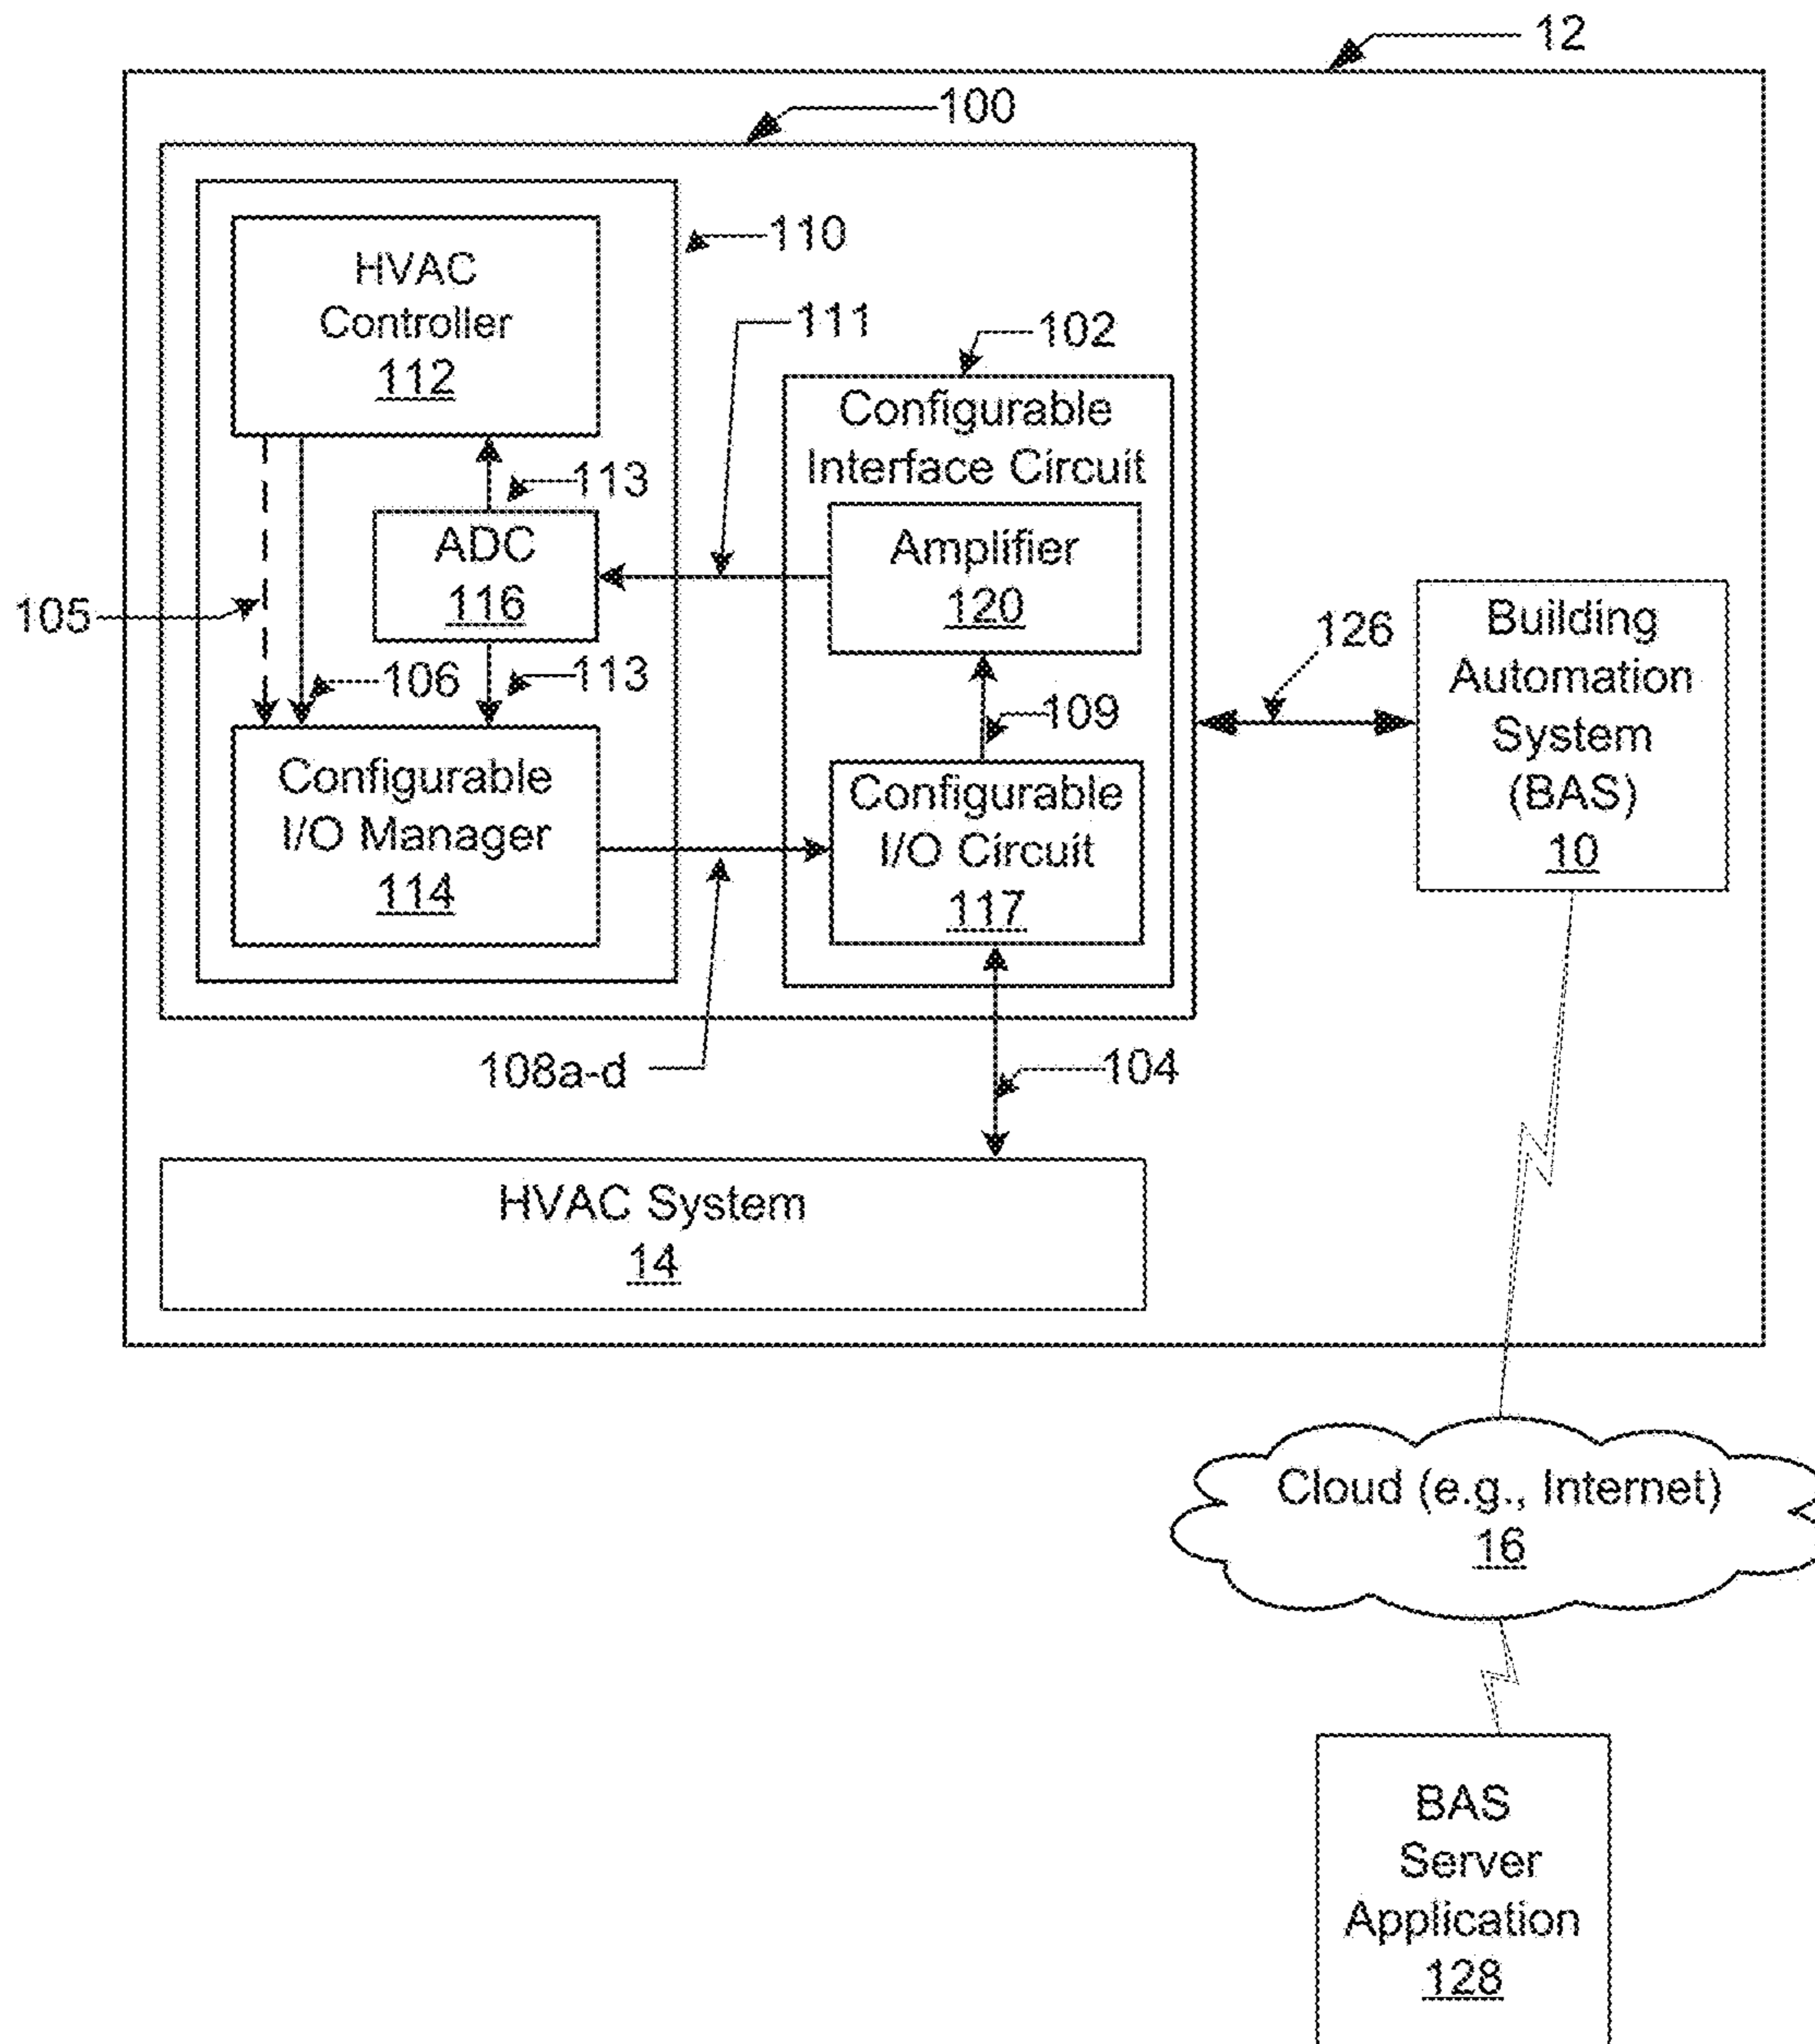 12
100
110
HVAC
Controller
112
111
102
Configurable
Interface Circuit
113
ADC
116
Amplifier
120
105
106
113
109
126
Building
Automation
System
(BAS)
10
Configurable
I/O Manager
114
Configurable
I/O Circuit
117
108a-d
104
HVAC System
14
Cloud (e.g., Internet)
16
BAS
Server
Application
128